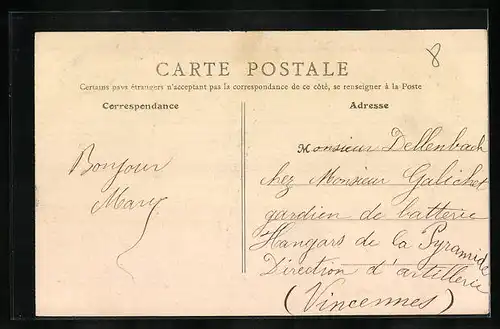 8
CARTE POSTALE
Certains pays étrangers n'acceptant pas la correspondance de ce côté, se renseigner à la Poste
Correspondance
Adresse
Bonjour
Mary
Monsieur Dellenbach
chez Monsieur Galichet
gardien de batterie
Hangars de la Pyramide
Direction d'artillerie
(Vincennes)